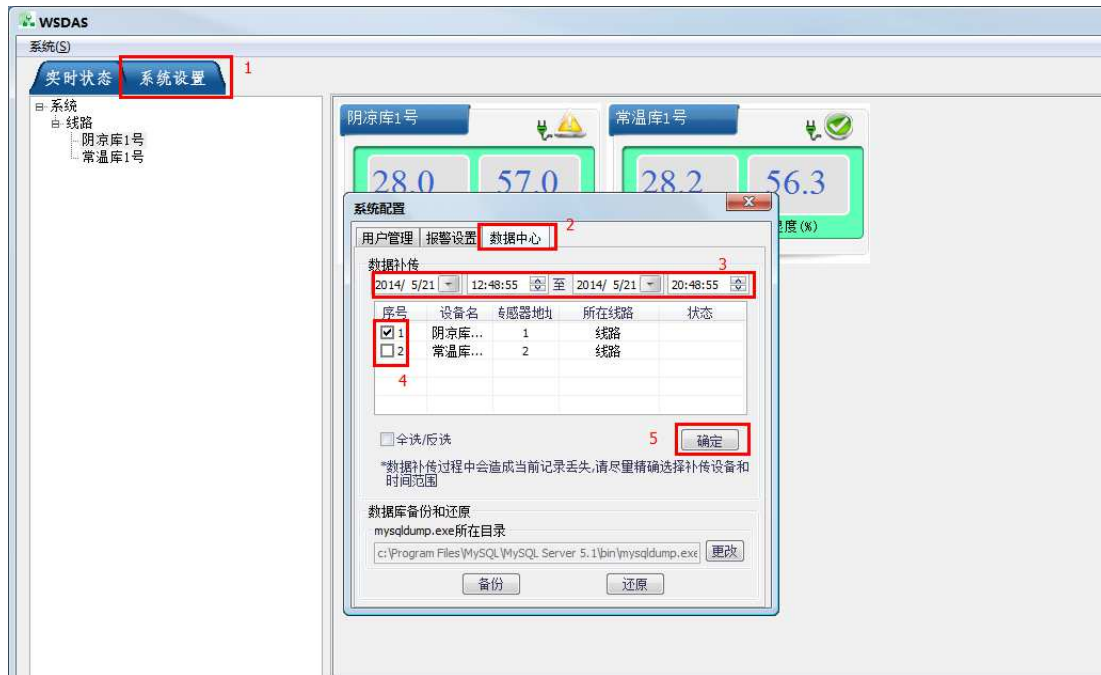 WSDAS
系统(S)
实时状态 系统设置 1
系统
线路
阴凉库1号
常温库1号
阴凉库1号 常温库1号
28.0 57.0 28.2 56.3
湿度(%)
系统配置
用户管理 报警设置 数据中心 2
数据补传 3
2014/ 5/21 12:48:55 至 2014/ 5/21 20:48:55
序号 设备名 传感器地址 所在线路 状态
1 阴凉库... 1 线路
2 常温库... 2 线路
4
全选/反选 5 确定
*数据补传过程中会造成当前记录丢失,请尽量精确选择补传设备和
时间范围
数据库备份和还原
mysqldump.exe所在目录
c:\Program Files\MySQL\MySQL Server 5.1\bin\mysqldump.exe 更改
备份 还原